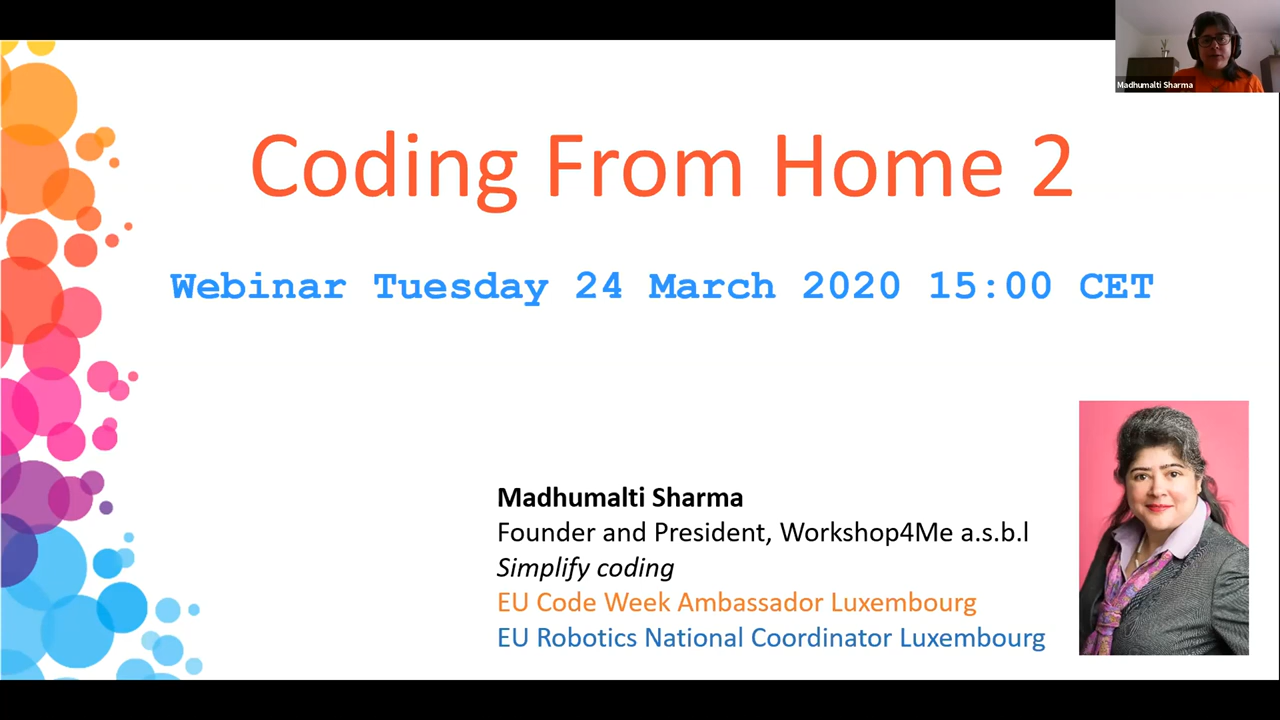 Madhumalti Sharma
Coding From Home 2
Webinar Tuesday 24 March 2020 15:00 CET
Madhumalti Sharma
Founder and President, Workshop4Me a.s.b.l
Simplify coding
EU Code Week Ambassador Luxembourg
EU Robotics National Coordinator Luxembourg